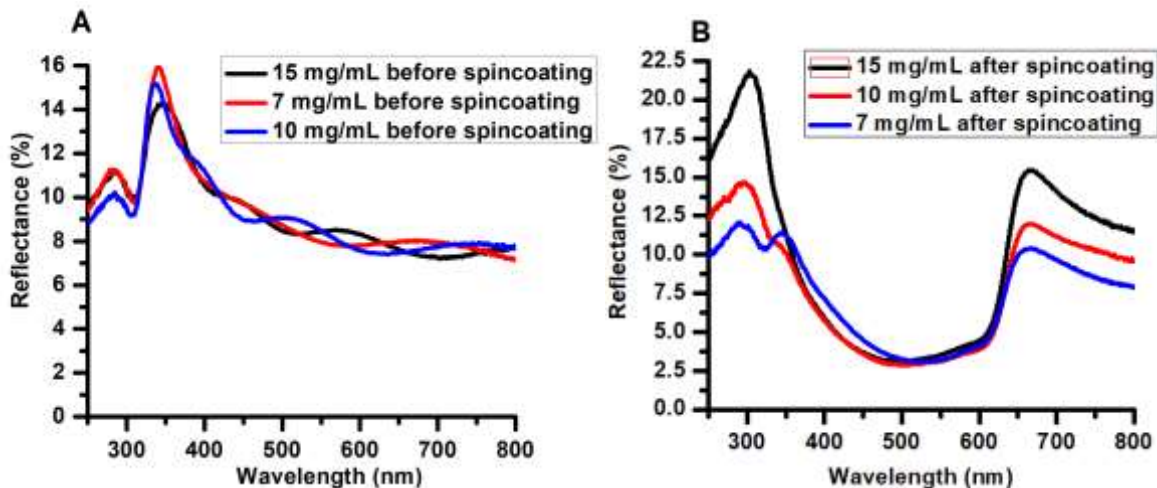 A
15 mg/mL before spincoating
7 mg/mL before spincoating
10 mg/mL before spincoating
Reflectance (%)
16
14
12
10
8
6
4
2
0
300 400 500 600 700 800
Wavelength (nm)
B
15 mg/mL after spincoating
10 mg/mL after spincoating
7 mg/mL after spincoating
Reflectance (%)
22.5
20.0
17.5
15.0
12.5
10.0
7.5
5.0
2.5
0.0
300 400 500 600 700 800
Wavelength (nm)